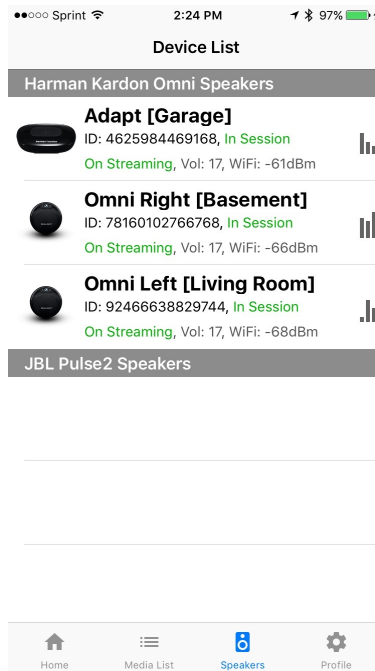 Sprint 2:24 PM 97%
Device List
Harman Kardon Omni Speakers
Adapt [Garage]
ID: 4625984469168, In Session
On Streaming, Vol: 17, WiFi: -61dBm
Omni Right [Basement]
ID: 78160102766768, In Session
On Streaming, Vol: 17, WiFi: -66dBm
Omni Left [Living Room]
ID: 92466638829744, In Session
On Streaming, Vol: 17, WiFi: -68dBm
JBL Pulse2 Speakers
Home Media List Speakers Profile